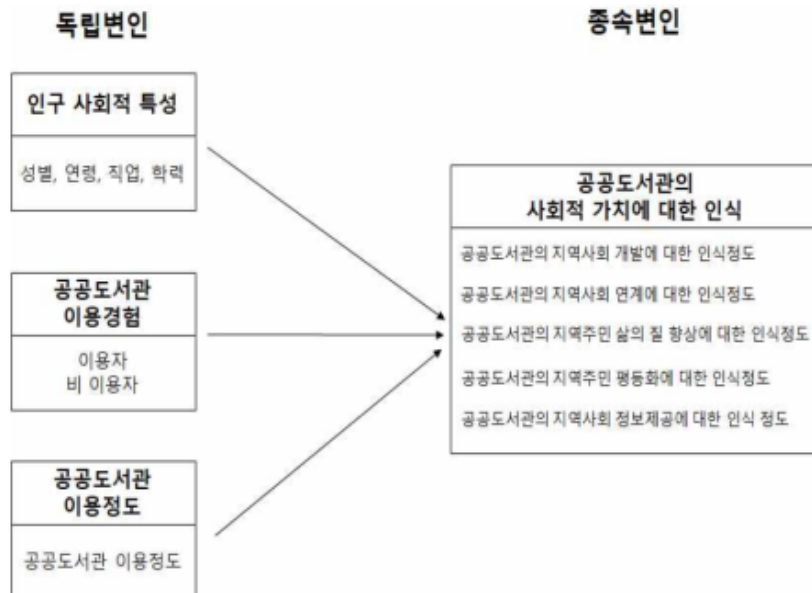 독립변인
종속변인
인구 사회적 특성
성별, 연령, 직업, 학력
공공도서관
이용경험
이용자
비 이용자
공공도서관
이용정도
공공도서관 이용정도
공공도서관의
사회적 가치에 대한 인식
공공도서관의 지역사회 개발에 대한 인식정도
공공도서관의 지역사회 연계에 대한 인식정도
공공도서관의 지역주민 삶의 질 향상에 대한 인식정도
공공도서관의 지역주민 평등화에 대한 인식정도
공공도서관의 지역사회 정보제공에 대한 인식 정도